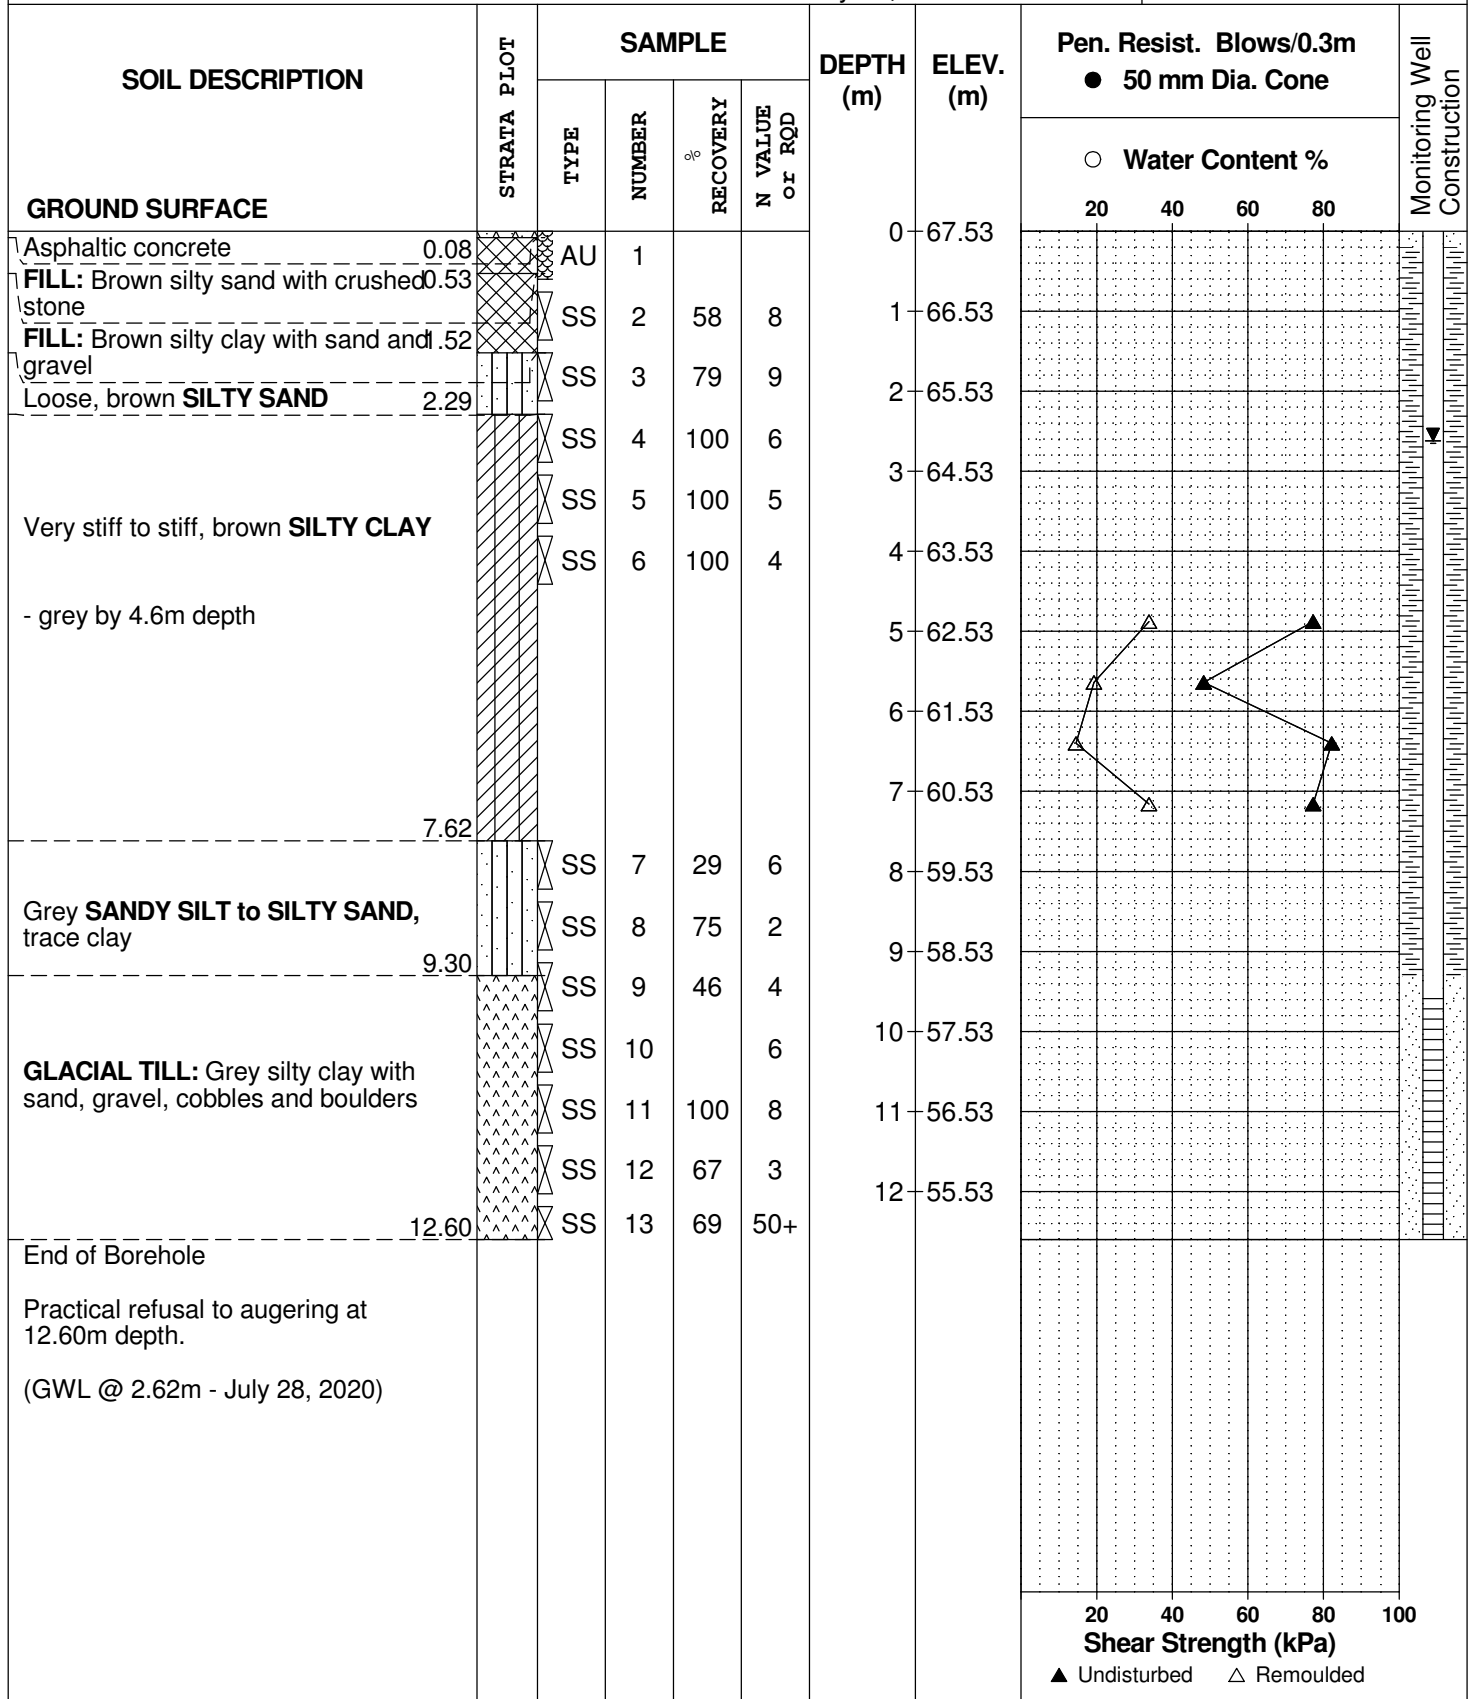 SOIL DESCRIPTION
GROUND SURFACE
STRATA PLOT
SAMPLE
TYPE
NUMBER
% RECOVERY
N VALUE or RQD
DEPTH
(m)
ELEV.
(m)
Pen. Resist. Blows/0.3m
● 50 mm Dia. Cone
○ Water Content %
20 40 60 80
Monitoring Well
Construction
0 67.53
Asphaltic concrete 0.08
AU 1
FILL: Brown silty sand with crushed 0.53
stone
SS 2 58 8
1 66.53
FILL: Brown silty clay with sand and 1.52
gravel
SS 3 79 9
2 65.53
Loose, brown SILTY SAND 2.29
SS 4 100 6
3 64.53
SS 5 100 5
Very stiff to stiff, brown SILTY CLAY
4 63.53
SS 6 100 4
- grey by 4.6m depth
5 62.53
6 61.53
7 60.53
7.62
SS 7 29 6
8 59.53
Grey SANDY SILT to SILTY SAND,
trace clay
SS 8 75 2
9 58.53
9.30
SS 9 46 4
10 57.53
SS 10 6
GLACIAL TILL: Grey silty clay with
sand, gravel, cobbles and boulders
SS 11 100 8
11 56.53
SS 12 67 3
12 55.53
12.60
SS 13 69 50+
End of Borehole
Practical refusal to augering at
12.60m depth.
(GWL @ 2.62m - July 28, 2020)
20 40 60 80 100
Shear Strength (kPa)
▲ Undisturbed △ Remoulded